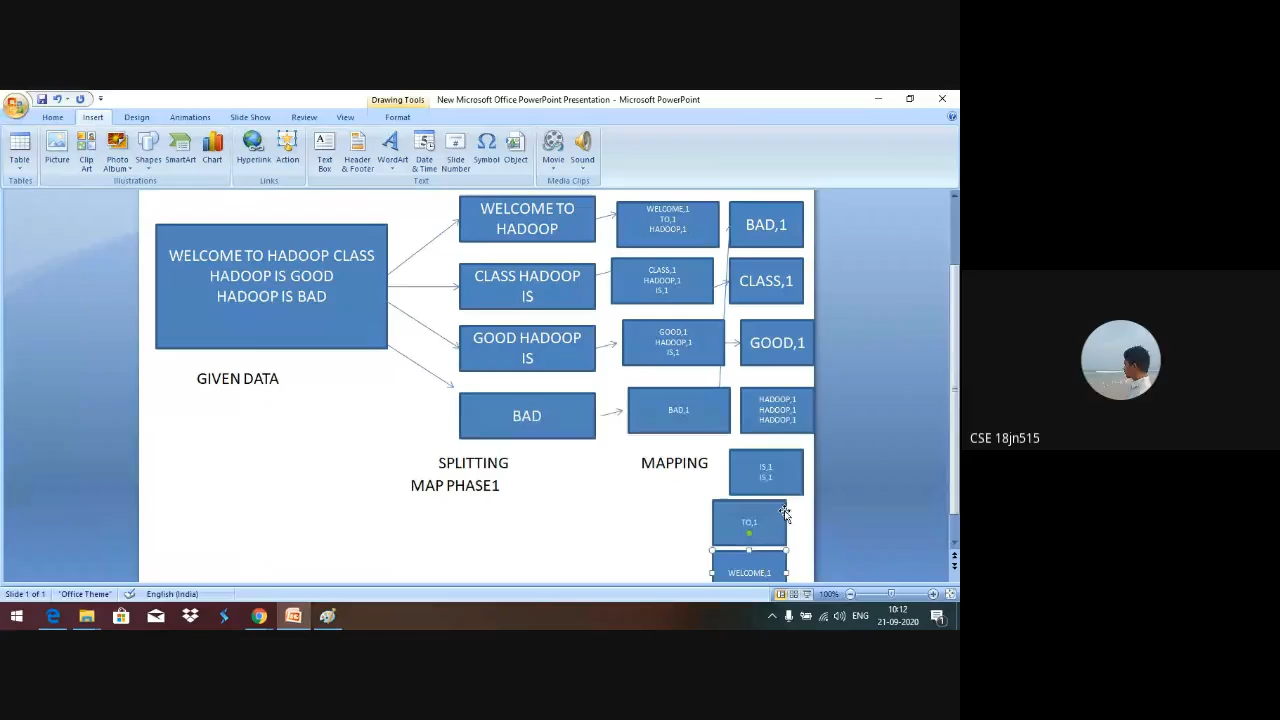 Drawing Tools
New Microsoft Office PowerPoint Presentation - Microsoft PowerPoint
Home Insert Design Animations Slide Show Review View Format
Table Picture Clip Art Photo Album Shapes SmartArt Chart Hyperlink Action Text Box Header & Footer WordArt Date & Time Slide Number Symbol Object Movie Sound
Tables Illustrations Links Text Media Clips
WELCOME TO HADOOP CLASS
HADOOP IS GOOD
HADOOP IS BAD
GIVEN DATA
WELCOME TO
HADOOP
CLASS HADOOP
IS
GOOD HADOOP
IS
BAD
SPLITTING
MAP PHASE1
WELCOME,1
TO,1
HADOOP,1
CLASS,1
HADOOP,1
IS,1
GOOD,1
HADOOP,1
IS,1
BAD,1
MAPPING
BAD,1
CLASS,1
GOOD,1
HADOOP,1
HADOOP,1
HADOOP,1
IS,1
IS,1
TO,1
WELCOME,1
CSE 18jn515
Slide 1 of 1 "Office Theme" English (India) 100%
ENG
10:12
21-09-2020
1